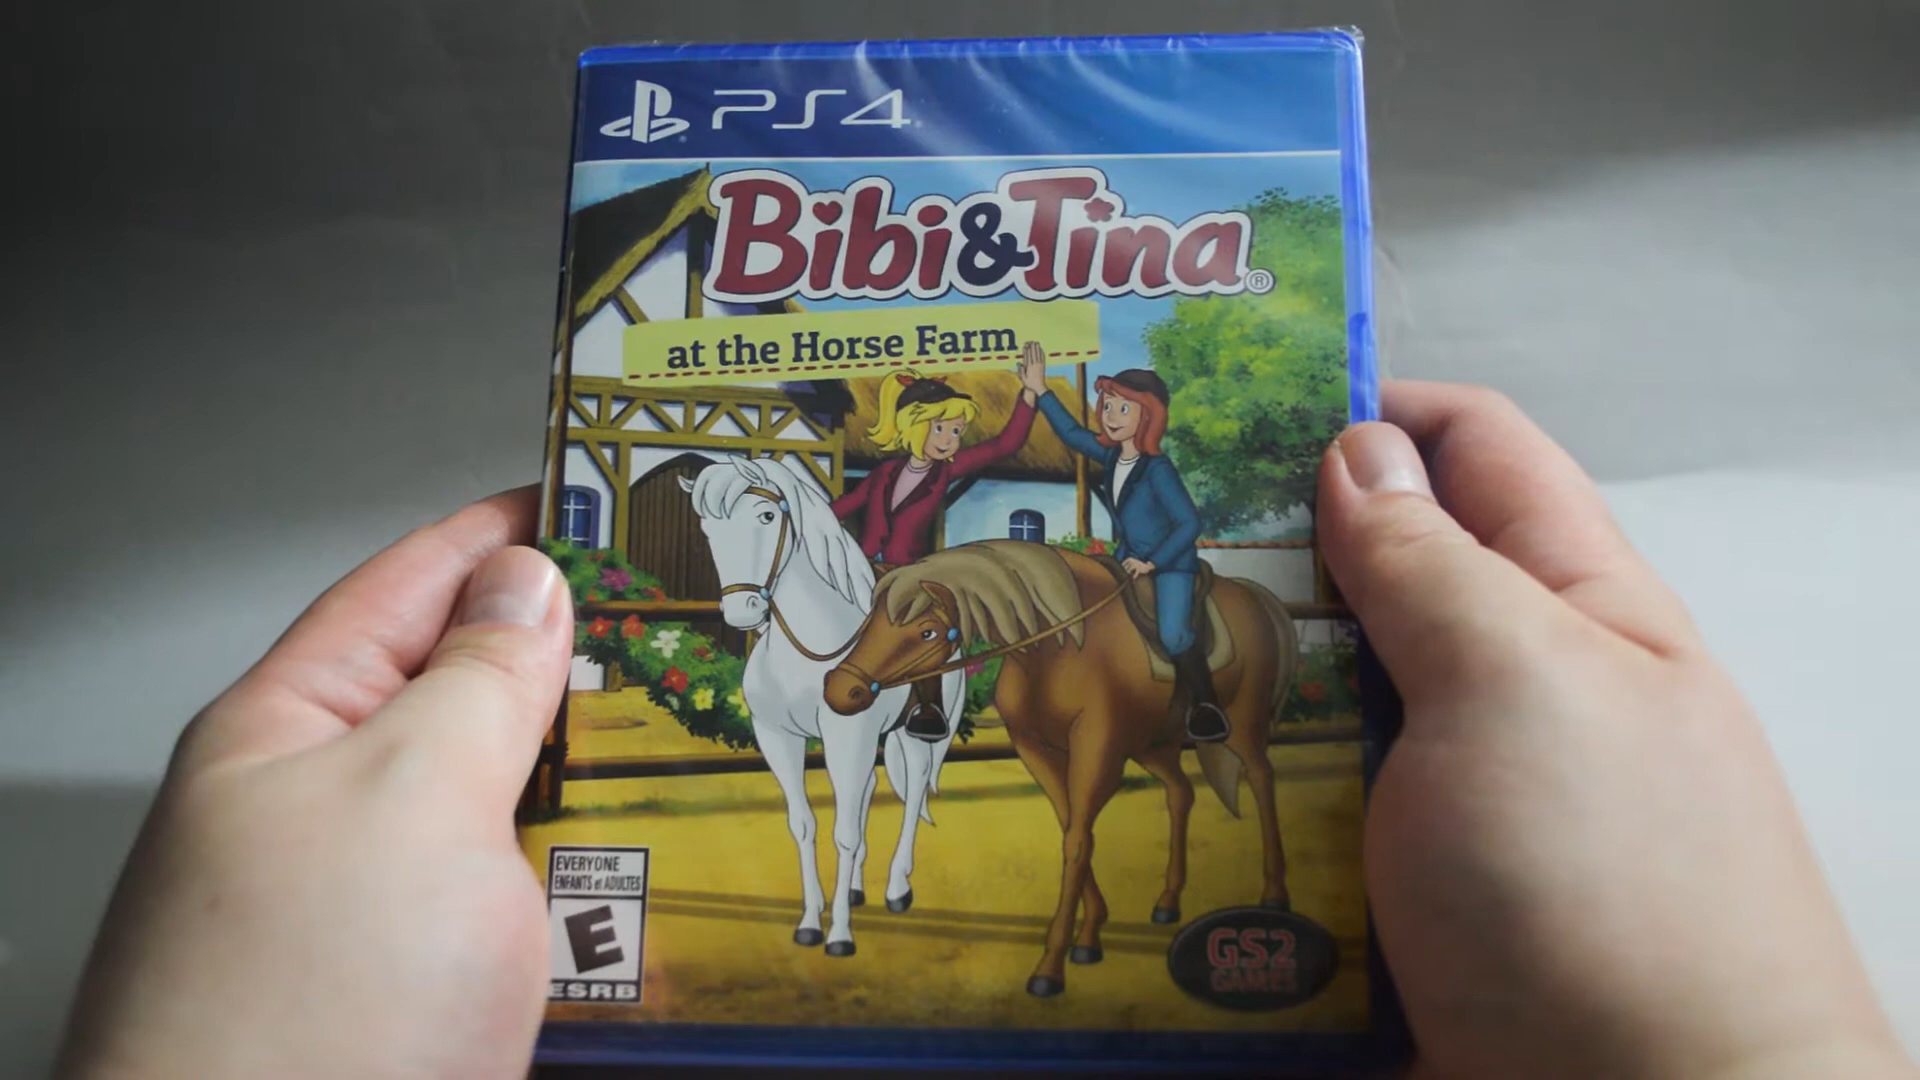 PS4
Bibi&Tina®
at the Horse Farm
EVERYONE
ENFANTS et ADULTES
E
ESRB
GS2
GAMES